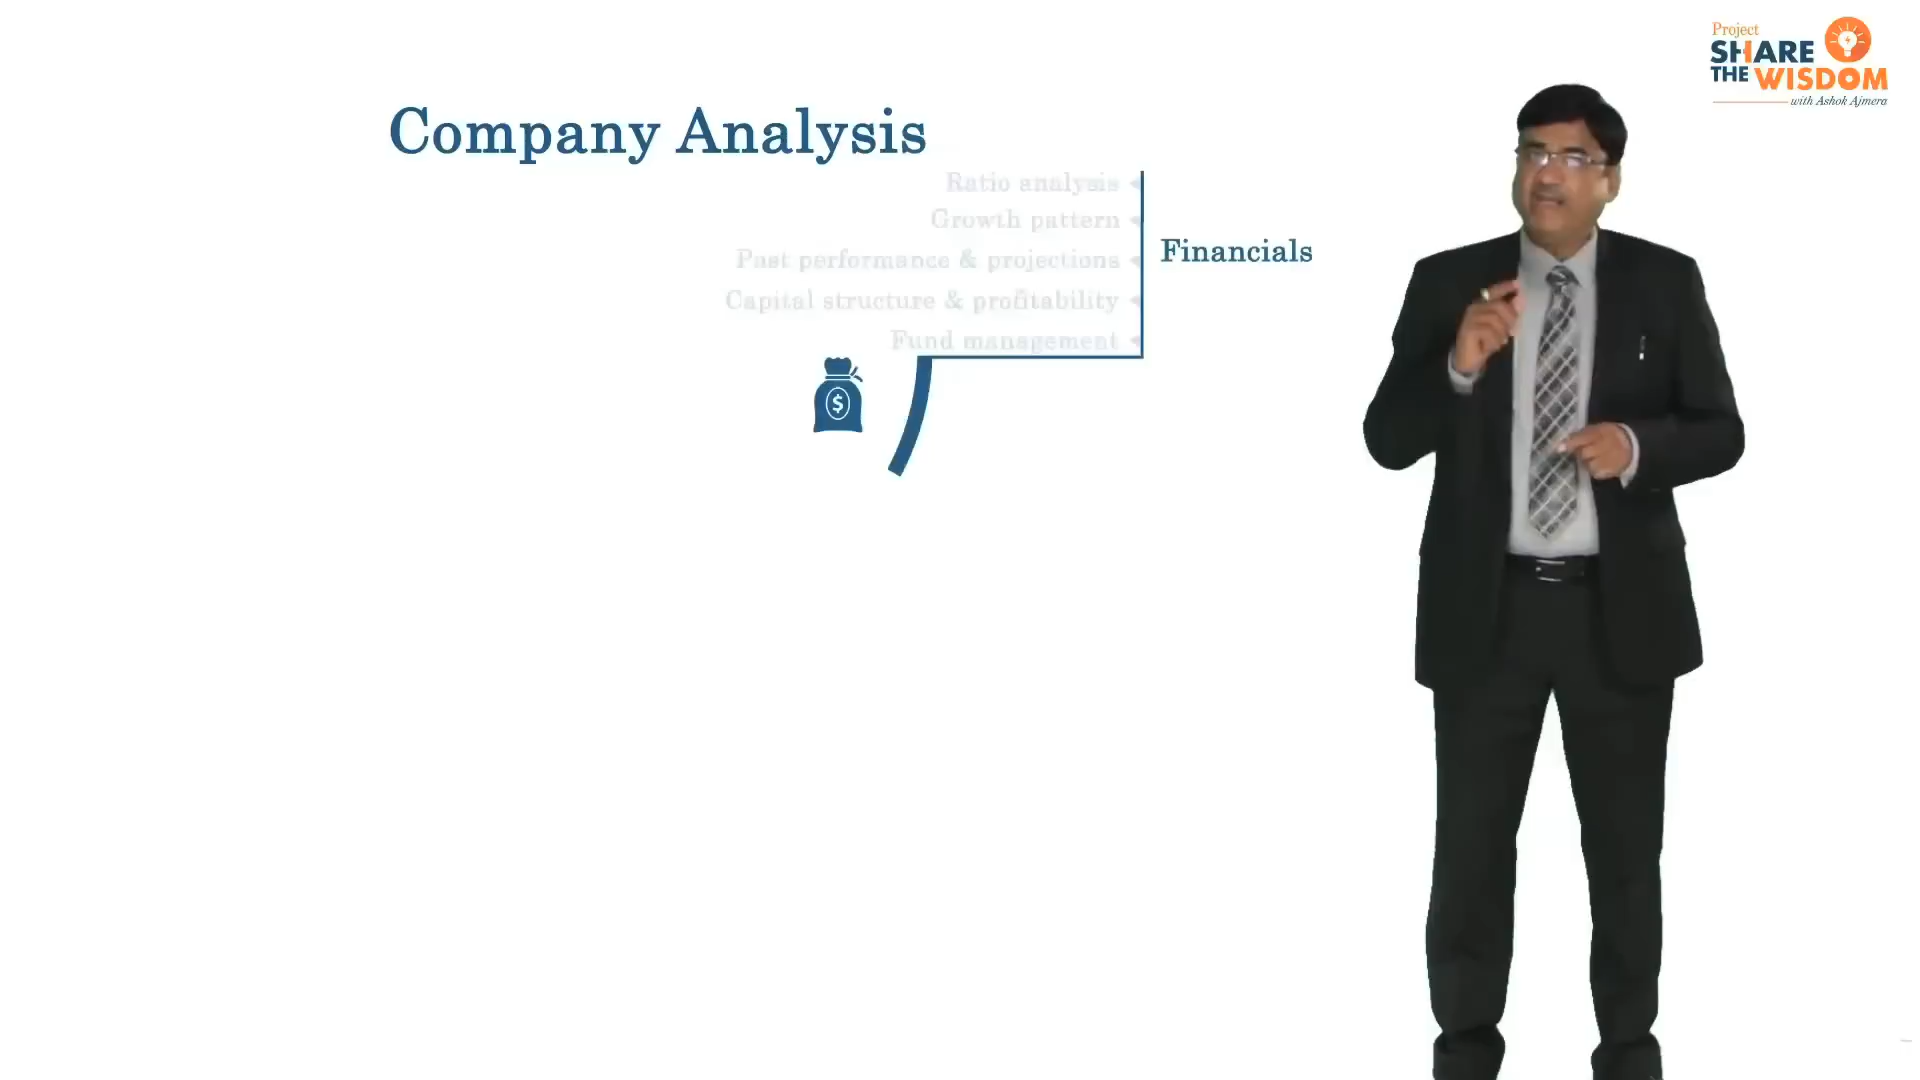 Project
SHARE
THE WISDOM
with Ashok Ajmera
Company Analysis
Ratio analysis
Growth pattern
Past performance & projections
Capital structure & profitability
Fund management
Financials
$